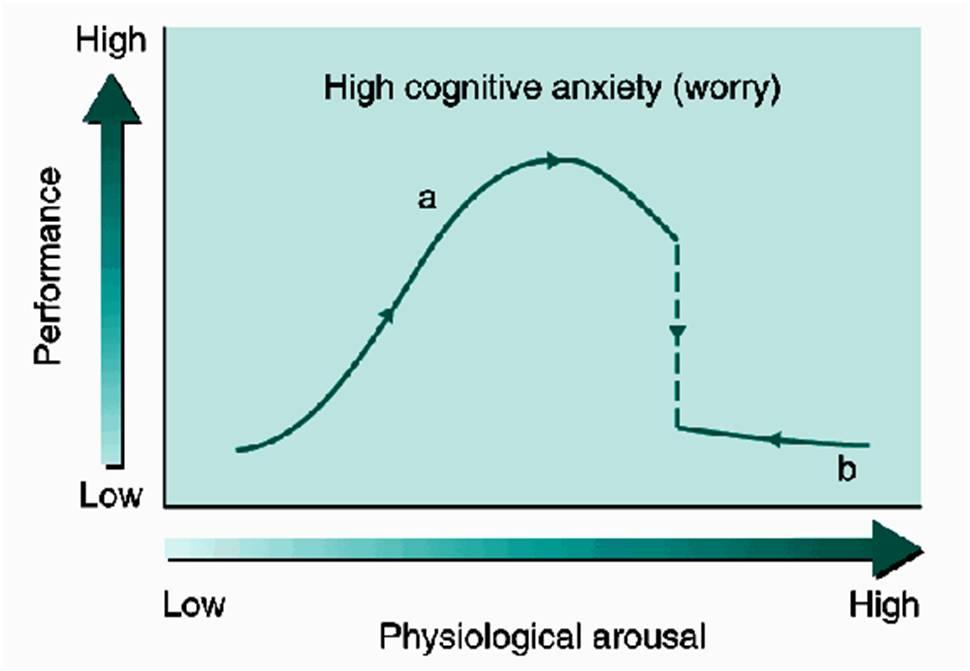 High
High cognitive anxiety (worry)
a
Performance
b
Low
Low
High
Physiological arousal